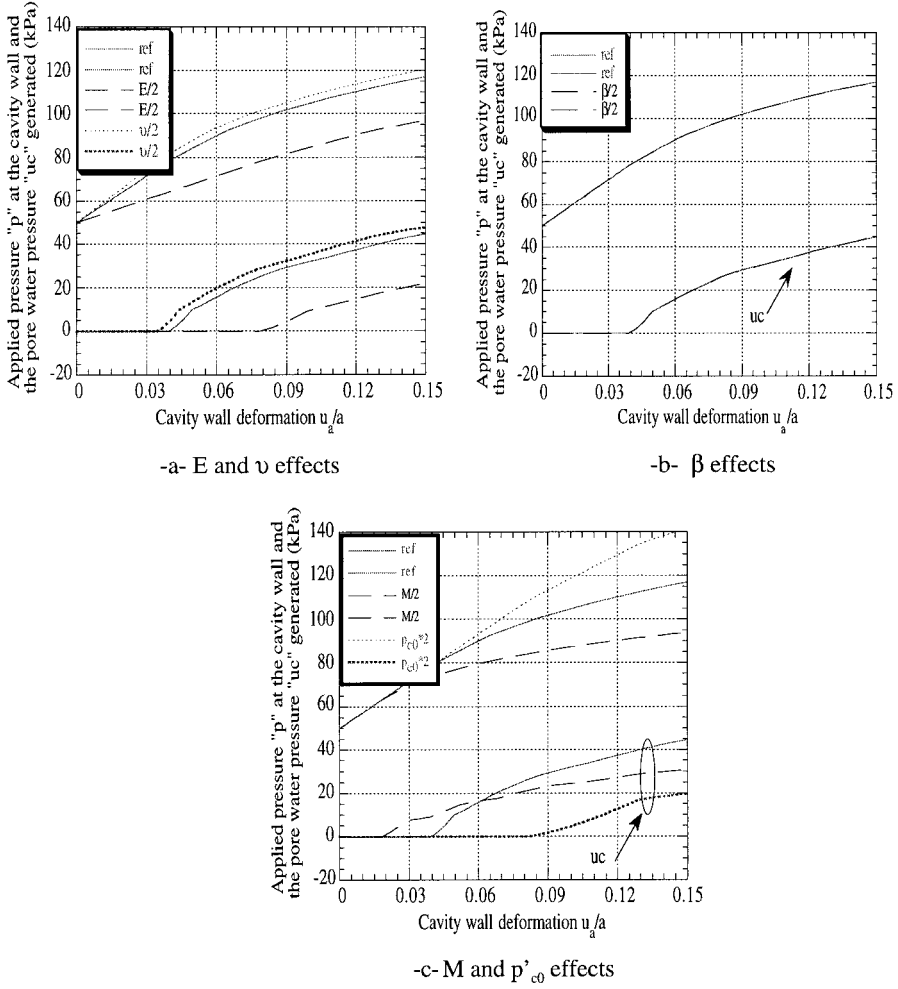 Applied pressure "p" at the cavity wall and
the pore water pressure "uc" generated (kPa)
140
120
100
80
60
40
20
0
-20
ref
ref
E/2
E/2
υ/2
υ/2
0
0.03
0.06
0.09
0.12
0.15
Cavity wall deformation u_a/a
-a- E and υ effects
Applied pressure "p" at the cavity wall and
the pore water pressure "uc" generated (kPa)
140
120
100
80
60
40
20
0
-20
ref
ref
β/2
β/2
uc
0
0.03
0.06
0.09
0.12
0.15
Cavity wall deformation u_a/a
-b- β effects
Applied pressure "p" at the cavity wall and
the pore water pressure "uc" generated (kPa)
140
120
100
80
60
40
20
0
-20
ref
ref
M/2
M/2
p_c0*2
p_c0*2
uc
0
0.03
0.06
0.09
0.12
0.15
Cavity wall deformation u_a/a
-c- M and p'_c0 effects